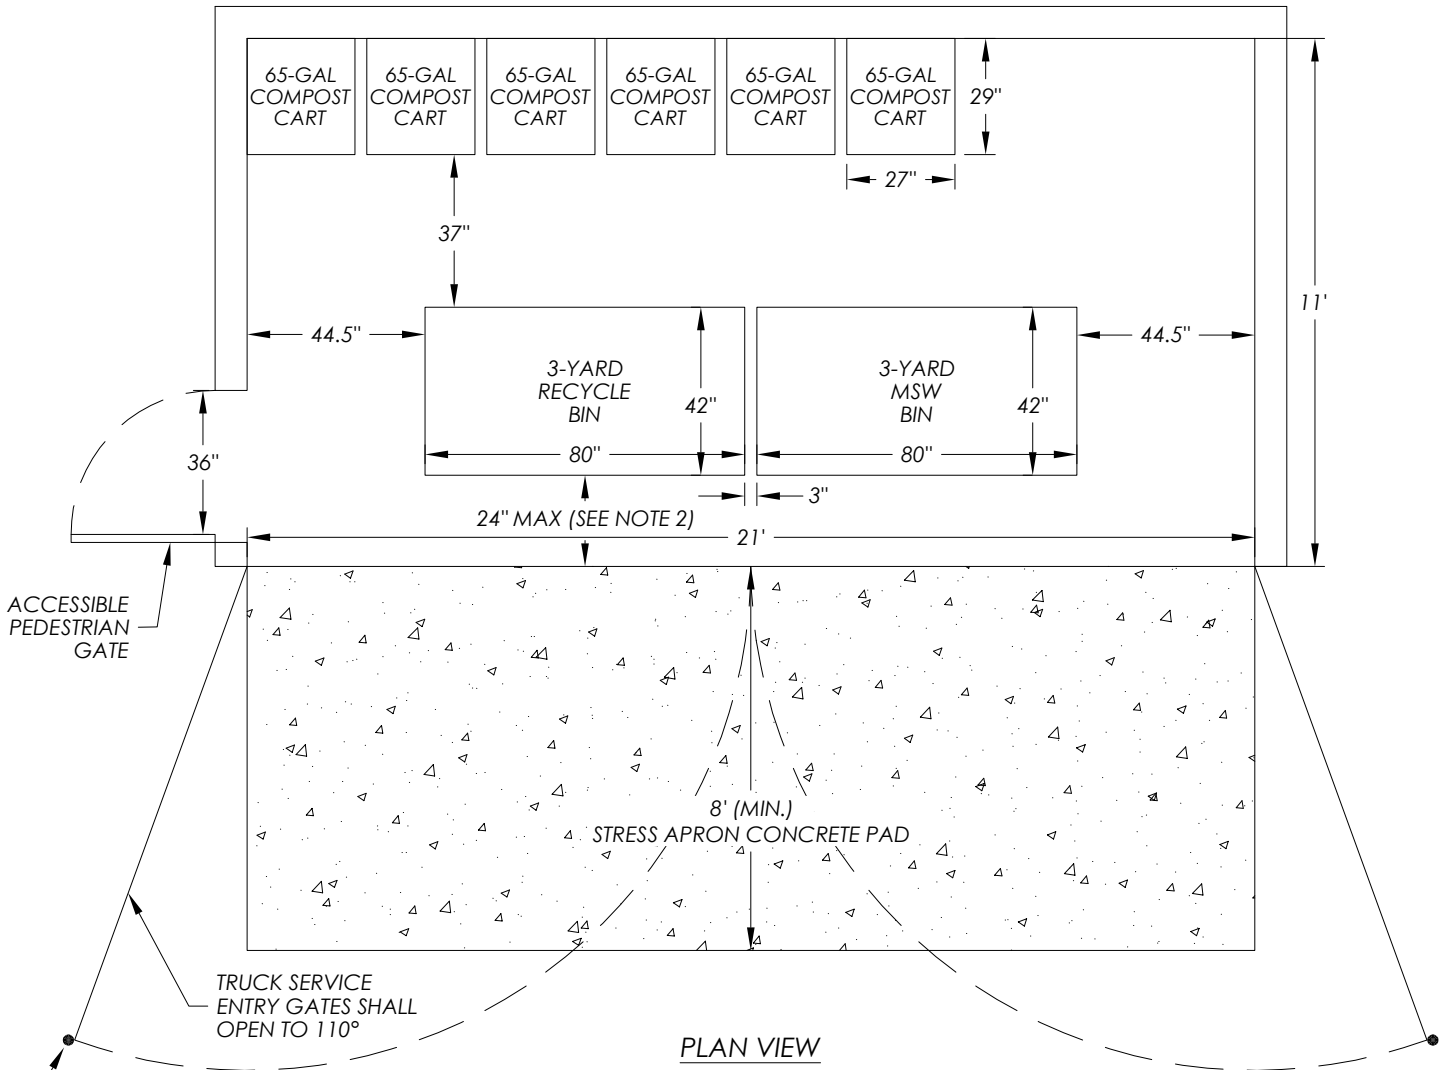 65-GAL
COMPOST
CART
65-GAL
COMPOST
CART
65-GAL
COMPOST
CART
65-GAL
COMPOST
CART
65-GAL
COMPOST
CART
65-GAL
COMPOST
CART
29"
27"
37"
11'
44.5"
44.5"
3-YARD
RECYCLE
BIN
42"
80"
3-YARD
MSW
BIN
42"
80"
36"
3"
24" MAX (SEE NOTE 2)
21'
ACCESSIBLE
PEDESTRIAN
GATE
8' (MIN.)
STRESS APRON CONCRETE PAD
TRUCK SERVICE
ENTRY GATES SHALL
OPEN TO 110°
PLAN VIEW